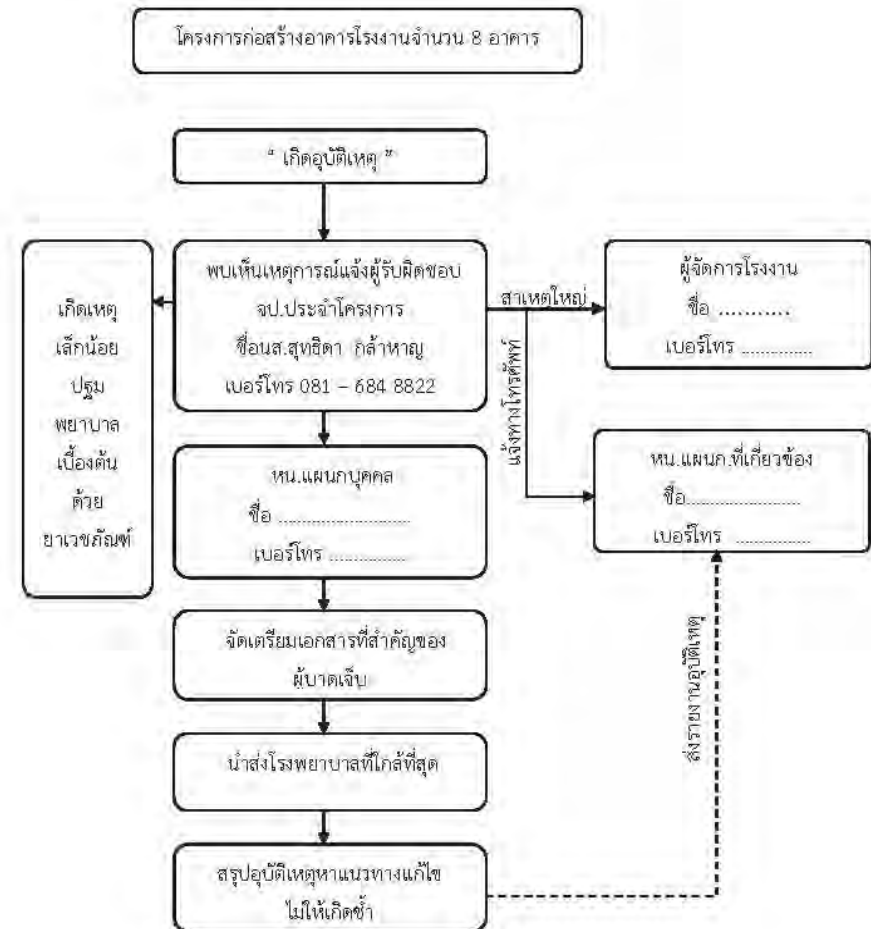 โครงการก่อสร้างอาคารโรงงานจำนวน 8 อาคาร
“ เกิดอุบัติเหตุ ”
พบเห็นเหตุการณ์แจ้งผู้รับผิดชอบ
จป.ประจำโครงการ
ชื่อนส.สุทธิดา กล้าหาญ
เบอร์โทร 081 – 684 8822
เกิดเหตุ
เล็กน้อย
ปฐม
พยาบาล
เบื้องต้น
ด้วย
ยาเวชภัณฑ์
สาเหตุใหญ่
แจ้งทางโทรศัพท์
ผู้จัดการโรงงาน
ชื่อ ...........
เบอร์โทร ...............
หน.แผนก.ที่เกี่ยวข้อง
ชื่อ........................
เบอร์โทร ...............
หน.แผนกบุคคล
ชื่อ ...........................
เบอร์โทร ................
จัดเตรียมเอกสารที่สำคัญของ
ผู้บาดเจ็บ
นำส่งโรงพยาบาลที่ใกล้ที่สุด
สรุปอุบัติเหตุหาแนวทางแก้ไข
ไม่ให้เกิดซ้ำ
ส่งรายงานอุบัติเหตุ